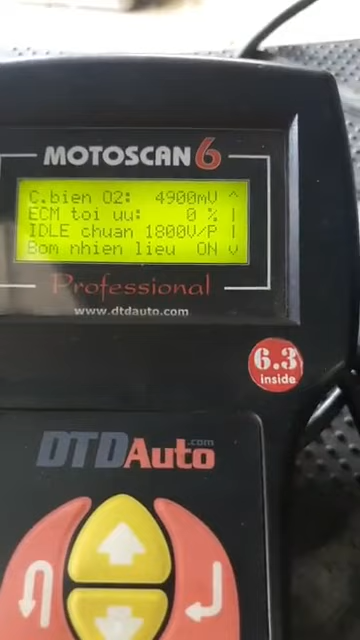 MOTOSCAN 6
C.bien O2: 4900mV ^
ECM toi uu: 0 % |
IDLE chuan 1800V/P |
Bom nhien lieu ON v
Professional
www.dtdauto.com
6.3
inside
DTDAuto.com